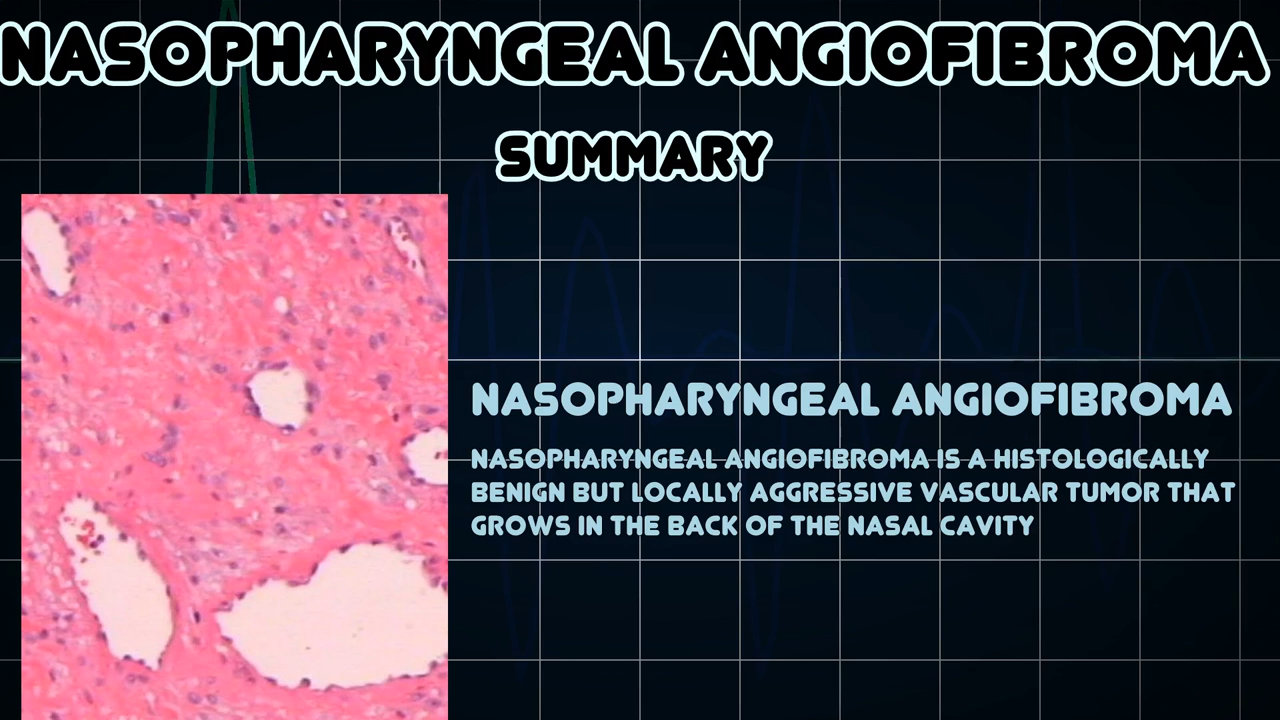 NASOPHARYNGEAL ANGIOFIBROMA
SUMMARY
NASOPHARYNGEAL ANGIOFIBROMA
NASOPHARYNGEAL ANGIOFIBROMA IS A HISTOLOGICALLY
BENIGN BUT LOCALLY AGGRESSIVE VASCULAR TUMOR THAT
GROWS IN THE BACK OF THE NASAL CAVITY